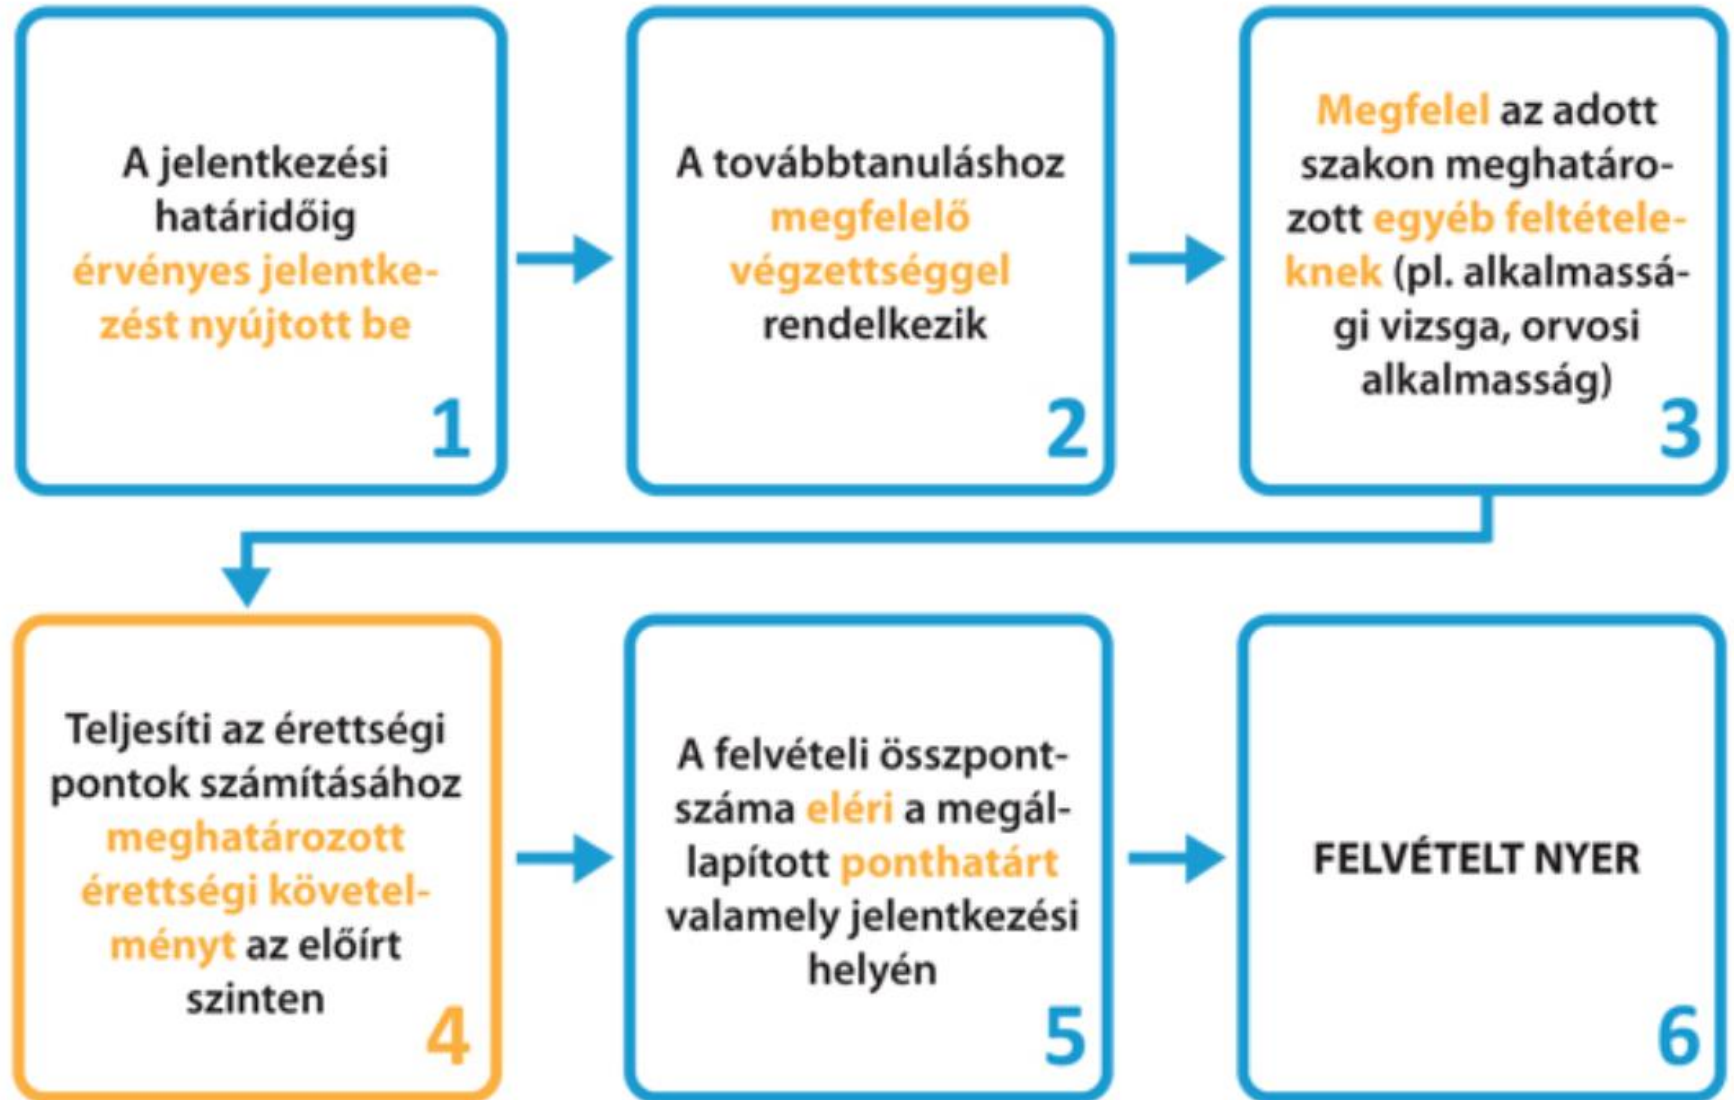 A jelentkezési
határidőig
érvényes jelentke-
zést nyújtott be
1
A továbbtanuláshoz
megfelelő
végzettséggel
rendelkezik
2
Megfelel az adott
szakon meghatáro-
zott egyéb feltétele-
knek (pl. alkalmassá-
gi vizsga, orvosi
alkalmasság)
3
Teljesíti az érettségi
pontok számításához
meghatározott
érettségi követel-
ményt az előírt
szinten
4
A felvételi összpont-
száma eléri a megál-
lapított ponthatárt
valamely jelentkezési
helyén
5
FELVÉTELT NYER
6